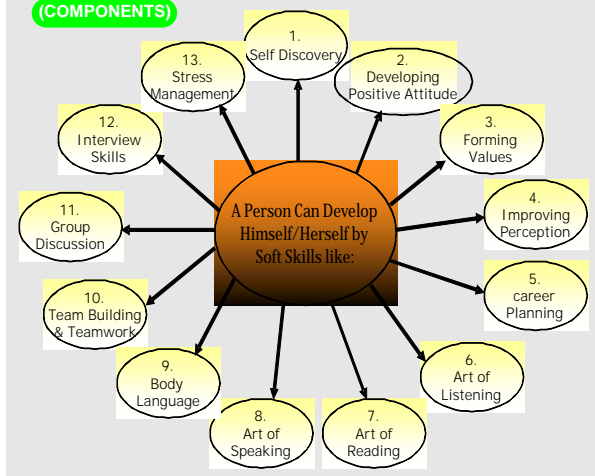 (COMPONENTS)
A Person Can Develop
Himself/Herself by
Soft Skills like:
1.
Self Discovery
2.
Developing
Positive Attitude
3.
Forming
Values
4.
Improving
Perception
5.
career
Planning
6.
Art of
Listening
7.
Art of
Reading
8.
Art of
Speaking
9.
Body
Language
10.
Team Building
& Teamwork
11.
Group
Discussion
12.
Interview
Skills
13.
Stress
Management